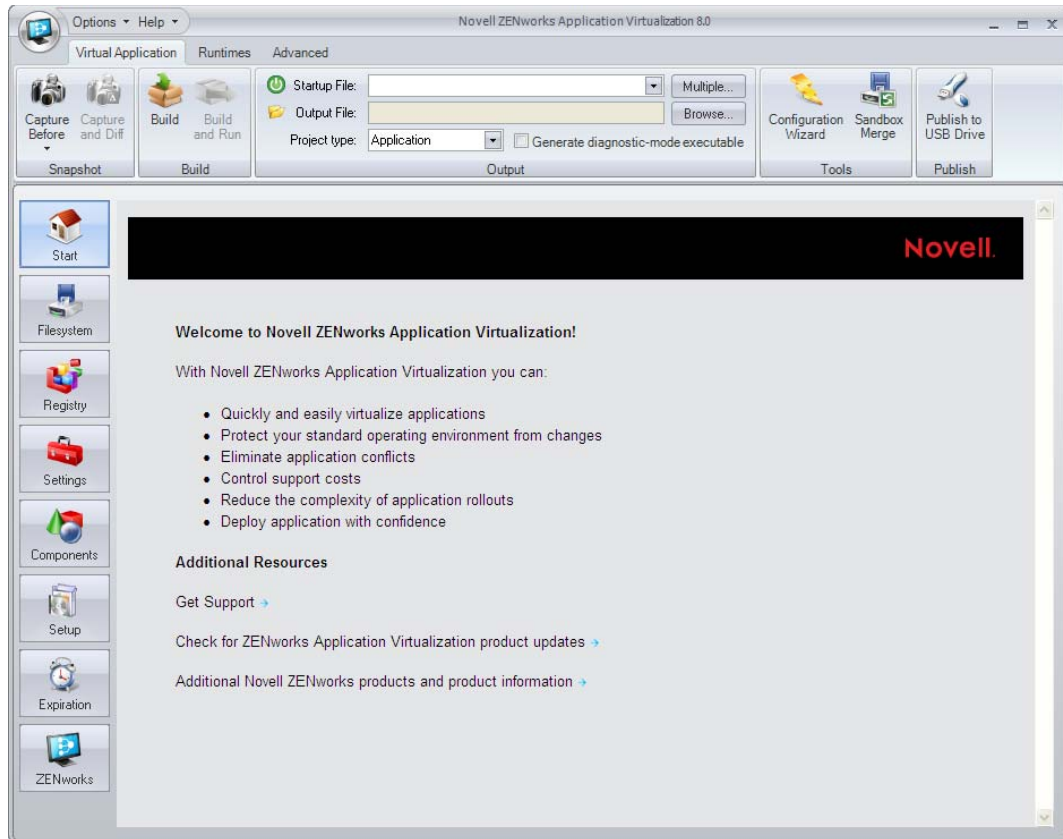 Options Help
Novell ZENworks Application Virtualization 8.0
Virtual Application Runtimes Advanced
Capture Before
Capture and Diff
Snapshot
Build
Build and Run
Build
Startup File:
Multiple...
Output File:
Browse...
Project type: Application
Generate diagnostic-mode executable
Output
Configuration Wizard
Sandbox Merge
Tools
Publish to USB Drive
Publish
Start
Filesystem
Registry
Settings
Components
Setup
Expiration
ZENworks
Novell.
Welcome to Novell ZENworks Application Virtualization!
With Novell ZENworks Application Virtualization you can:
• Quickly and easily virtualize applications
• Protect your standard operating environment from changes
• Eliminate application conflicts
• Control support costs
• Reduce the complexity of application rollouts
• Deploy application with confidence
Additional Resources
Get Support →
Check for ZENworks Application Virtualization product updates →
Additional Novell ZENworks products and product information →